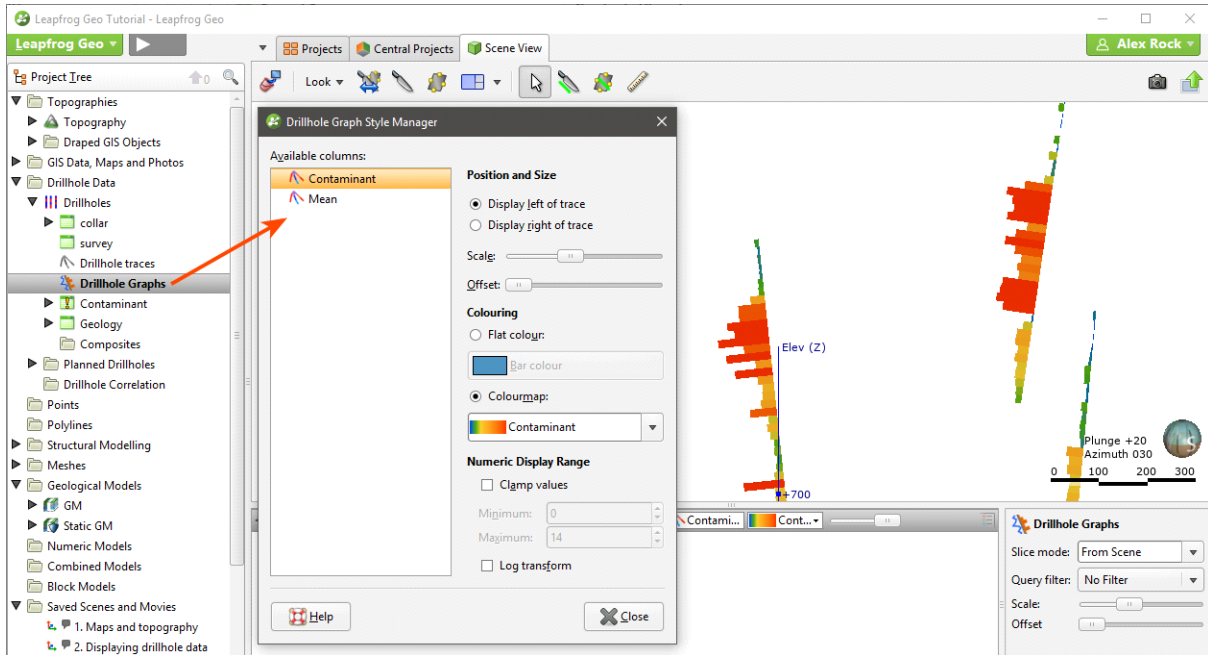 Leapfrog Geo Tutorial - Leapfrog Geo
Leapfrog Geo
Projects
Central Projects
Scene View
Alex Rock
Project Tree
0
Look
Topographies
Topography
Draped GIS Objects
GIS Data, Maps and Photos
Drillhole Data
Drillholes
collar
survey
Drillhole traces
Drillhole Graphs
Contaminant
Geology
Composites
Planned Drillholes
Drillhole Correlation
Points
Polylines
Structural Modelling
Meshes
Geological Models
GM
Static GM
Numeric Models
Combined Models
Block Models
Saved Scenes and Movies
1. Maps and topography
2. Displaying drillhole data
Drillhole Graph Style Manager
Available columns:
Contaminant
Mean
Position and Size
Display left of trace
Display right of trace
Scale:
Offset:
Colouring
Flat colour:
Bar colour
Colourmap:
Contaminant
Numeric Display Range
Clamp values
Minimum: 0
Maximum: 14
Log transform
Help
Close
Elev (Z)
+700
Plunge +20
Azimuth 030
0 100 200 300
Contami...
Cont...
Drillhole Graphs
Slice mode: From Scene
Query filter: No Filter
Scale:
Offset